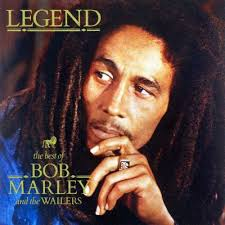 LEGEND
the best of
BOB
MARLEY
and the WAILERS